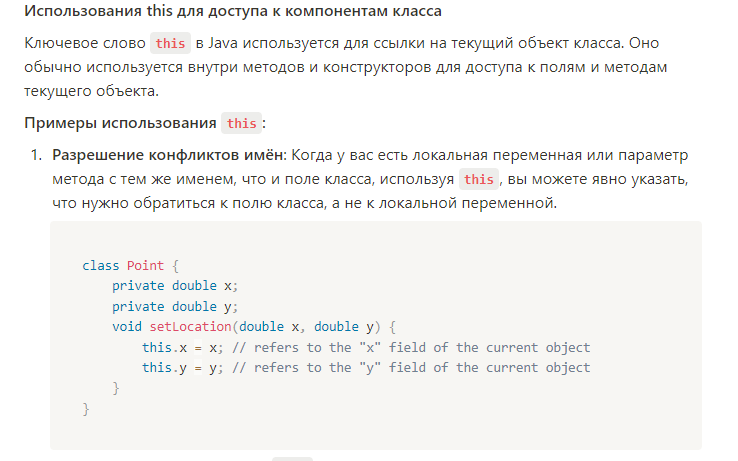 Использования this для доступа к компонентам класса
Ключевое слово this в Java используется для ссылки на текущий объект класса. Оно
обычно используется внутри методов и конструкторов для доступа к полям и методам
текущего объекта.
Примеры использования this:
1. Разрешение конфликтов имён: Когда у вас есть локальная переменная или параметр
метода с тем же именем, что и поле класса, используя this, вы можете явно указать,
что нужно обратиться к полю класса, а не к локальной переменной.
class Point {
    private double x;
    private double y;
    void setLocation(double x, double y) {
        this.x = x; // refers to the "x" field of the current object
        this.y = y; // refers to the "y" field of the current object
    }
}